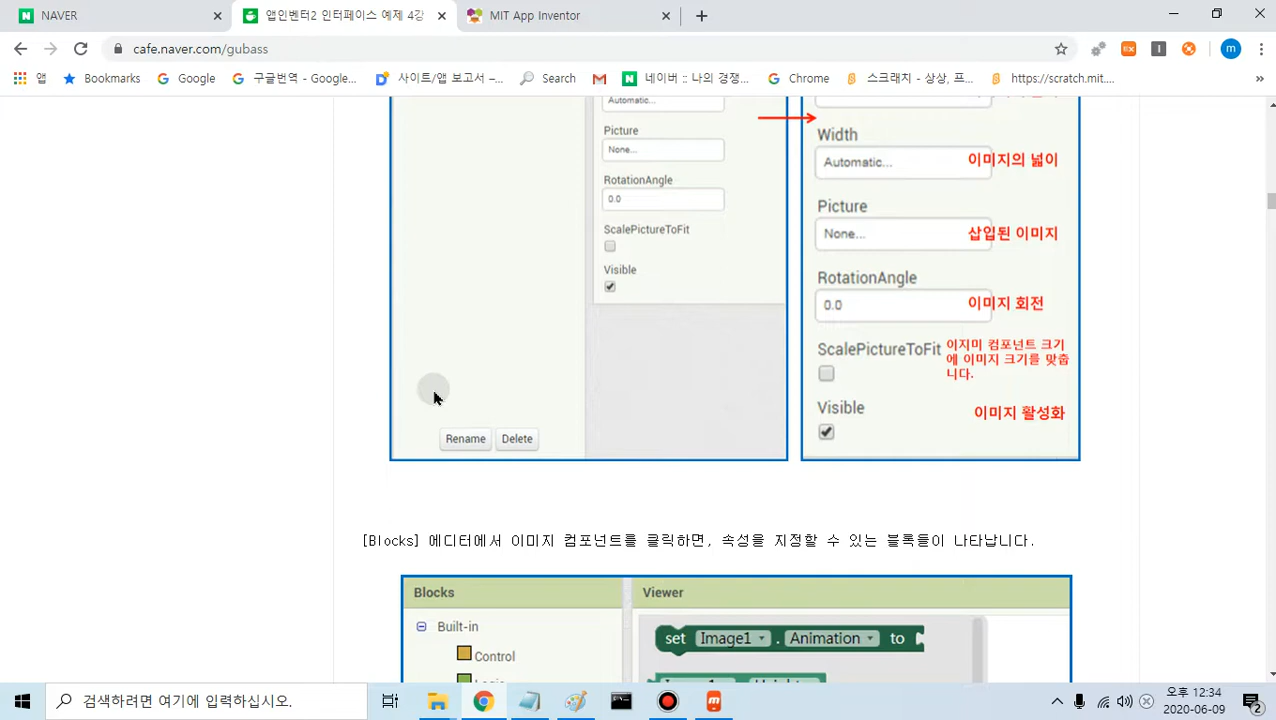 NAVER
앱인벤터2 인터페이스 예제 4강
MIT App Inventor
cafe.naver.com/gubass
m
앱
Bookmarks
Google
구글번역 - Google...
사이트/앱 보고서 –...
Search
네이버 :: 나의 경쟁...
Chrome
스크래치 - 상상, 프...
https://scratch.mit....
»
Automatic...
Picture
None...
RotationAngle
0.0
ScalePictureToFit
Visible
Rename Delete
Width
Automatic... 이미지의 넓이
Picture
None... 삽입된 이미지
RotationAngle
0.0 이미지 회전
ScalePictureToFit
이지미 컴포넌트 크기
에 이미지 크기를 맞춥
니다.
Visible
이미지 활성화
[Blocks] 에디터에서 이미지 컴포넌트를 클릭하면, 속성을 지정할 수 있는 블록들이 나타납니다.
Blocks
Viewer
Built-in
Control
set Image1 . Animation to
검색하려면 여기에 입력하십시오.
오후 12:34
2020-06-09
2